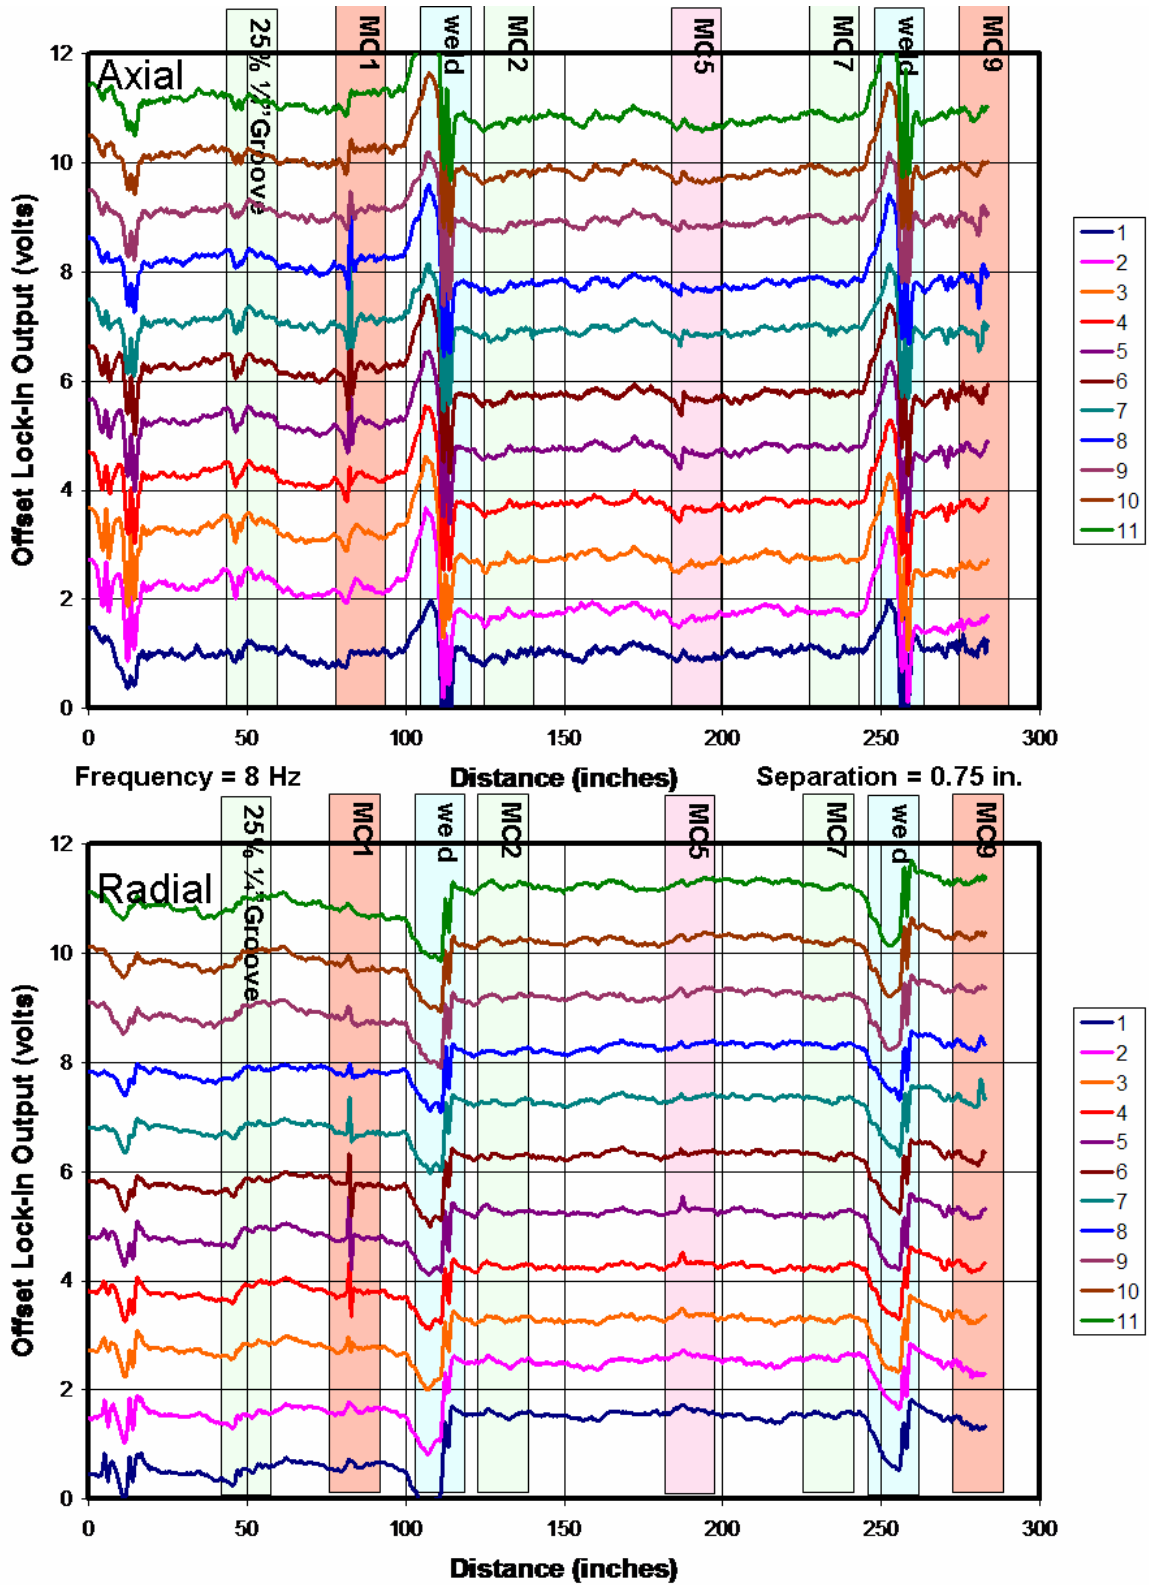 25% ½" Groove
MC1
weld
MC2
MC5
MC7
weld
MC9
Axial
12
10
8
6
4
2
0
Offset Lock-In Output (volts)
0 50 100 150 200 250 300
Frequency = 8 Hz Distance (inches) Separation = 0.75 in.
1
2
3
4
5
6
7
8
9
10
11
25% ¼" Groove
MC1
we d
MC2
MC5
MC7
weld
MC9
Radial
12
10
8
6
4
2
0
Offset Lock-In Output (volts)
0 50 100 150 200 250 300
Distance (inches)
1
2
3
4
5
6
7
8
9
10
11